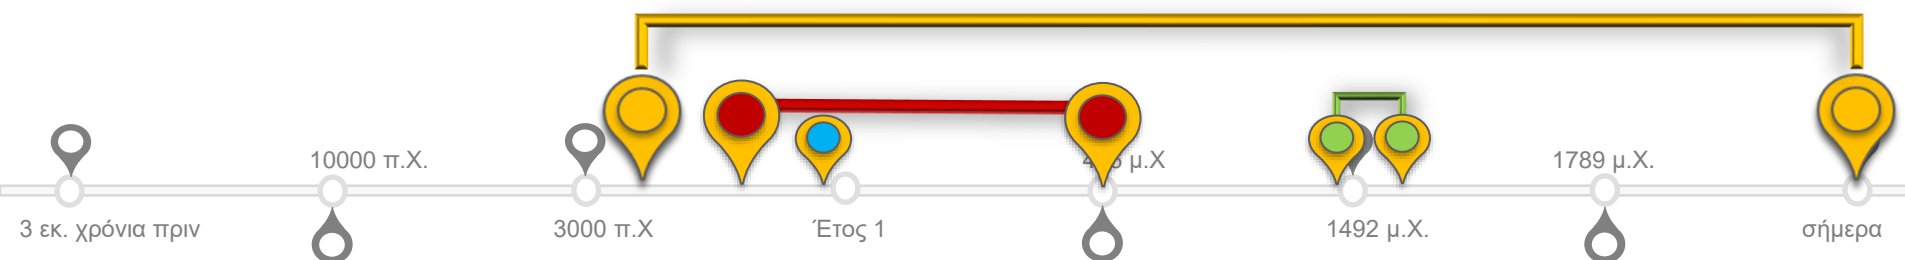 10000 π.Χ.
μ.Χ
1789 μ.Χ.
3 εκ. χρόνια πριν
3000 π.Χ
Έτος 1
1492 μ.Χ.
σήμερα